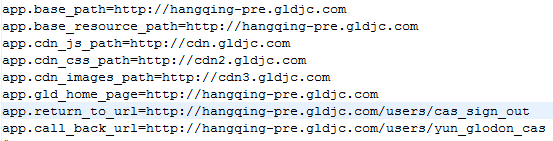 app.base_path=http://hangqing-pre.gldjc.com
app.base_resource_path=http://hangqing-pre.gldjc.com
app.cdn_js_path=http://cdn.gldjc.com
app.cdn_css_path=http://cdn2.gldjc.com
app.cdn_images_path=http://cdn3.gldjc.com
app.gld_home_page=http://hangqing-pre.gldjc.com
app.return_to_url=http://hangqing-pre.gldjc.com/users/cas_sign_out
app.call_back_url=http://hangqing-pre.gldjc.com/users/yun_glodon_cas